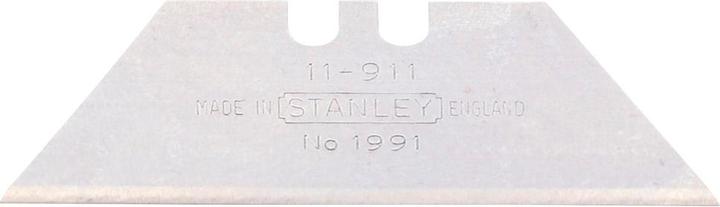 11-911
MADE IN STANLEY ENGLAND
No 1991